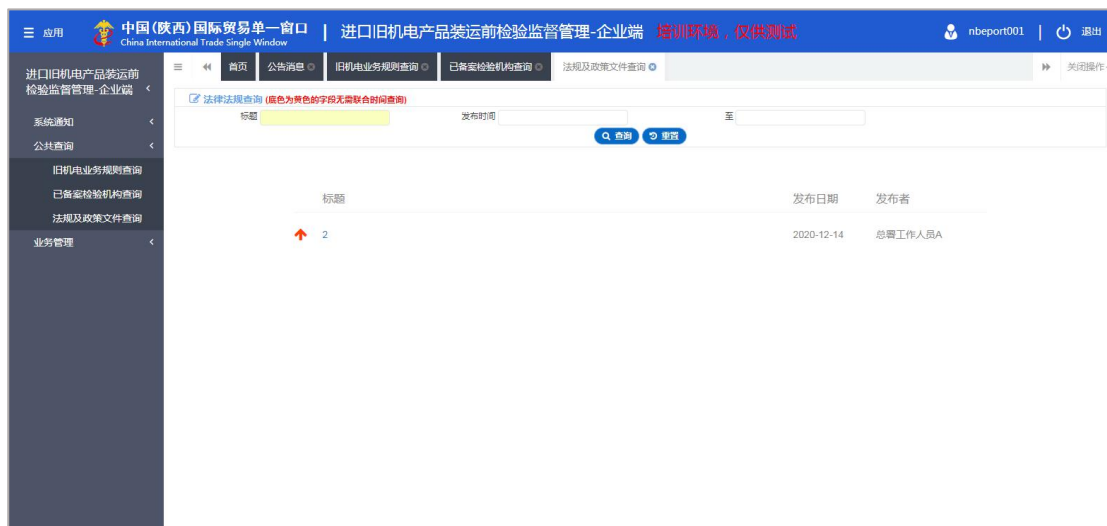 应用
中国(陕西)国际贸易单一窗口 | 进口旧机电产品装运前检验监督管理-企业端 培训环境，仅供测试
China International Trade Single Window
nbeport001 | 退出
进口旧机电产品装运前
检验监督管理-企业端
首页 公告消息 旧机电业务规则查询 已备案检验机构查询 法规及政策文件查询 关闭操作
法律法规查询 (底色为黄色的字段无需联合时间查询)
标题 发布时间 至
查询 重置
系统通知
公共查询
旧机电业务规则查询
已备案检验机构查询
法规及政策文件查询
业务管理
标题 发布日期 发布者
2 2020-12-14 总署工作人员A